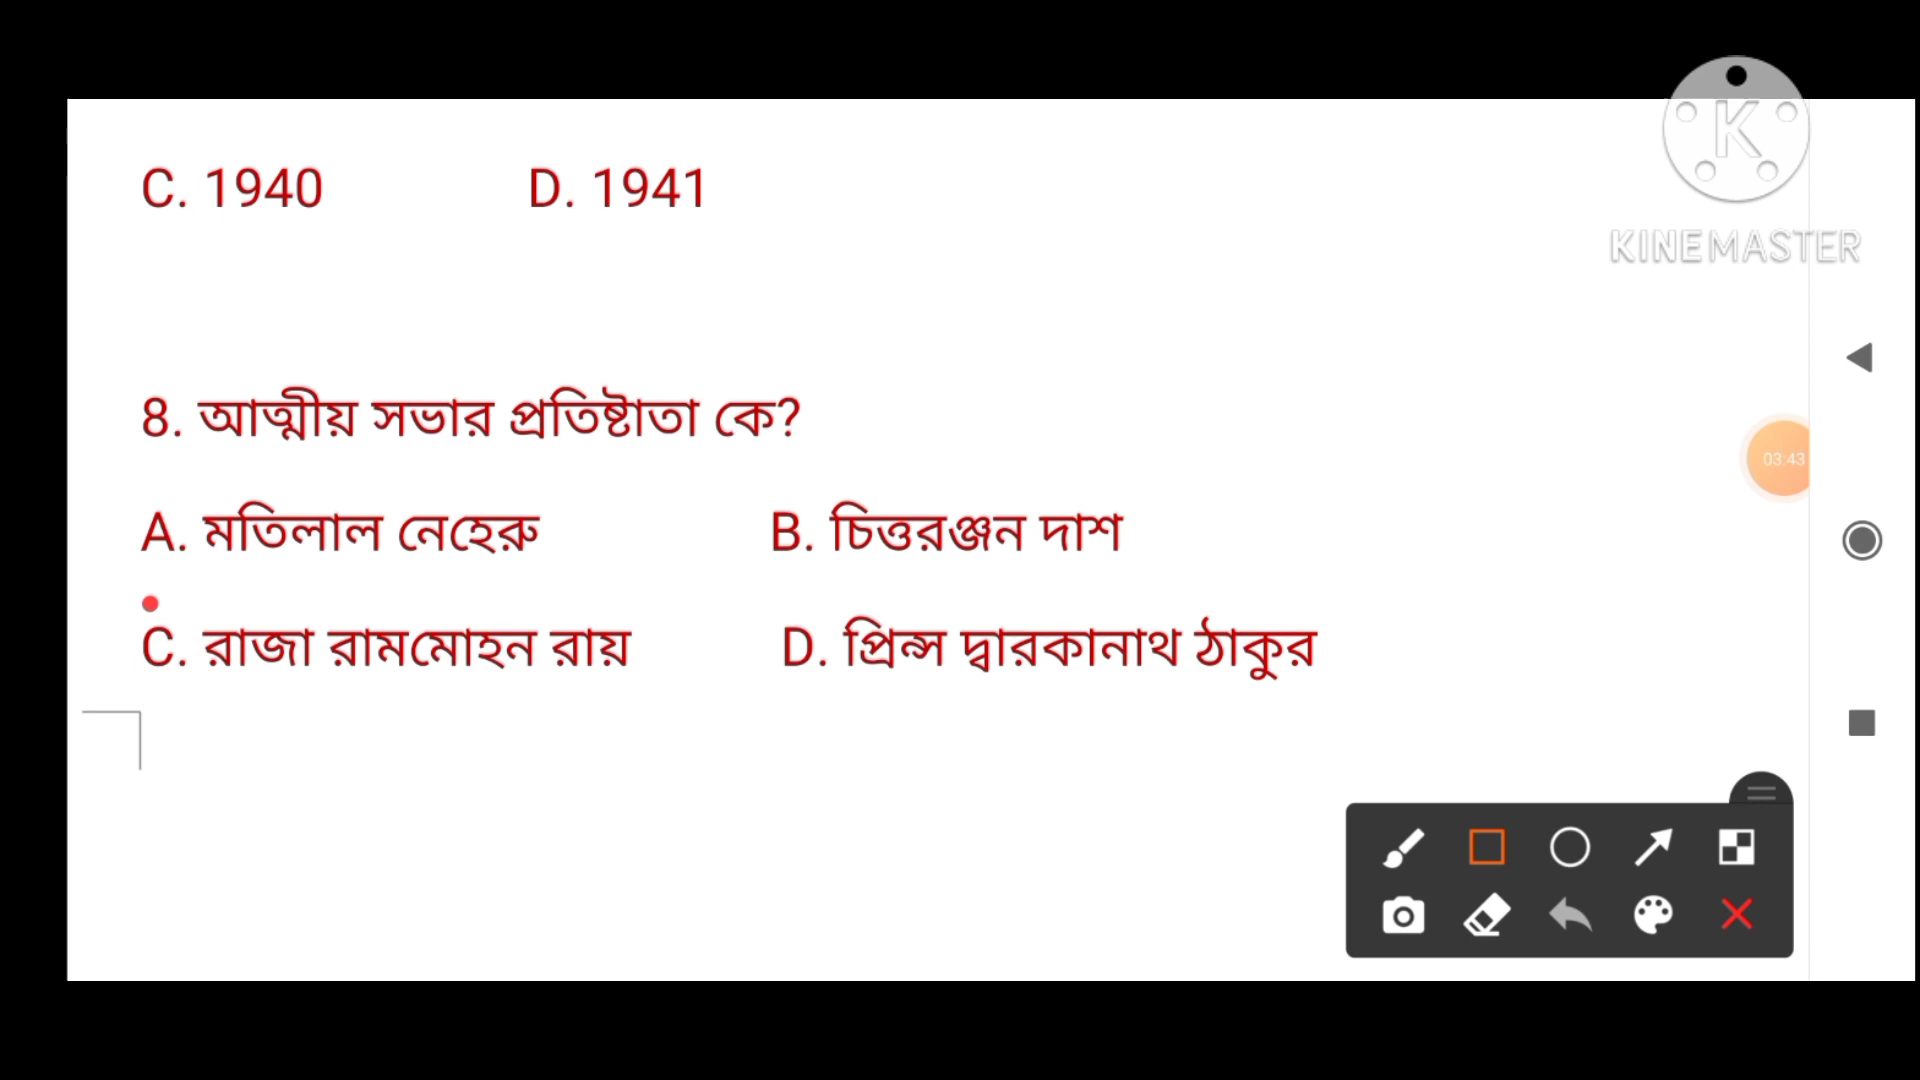 C. 1940 D. 1941
KINEMASTER
8. আত্মীয় সভার প্রতিষ্টাতা কে?
03:43
A. মতিলাল নেহেরু B. চিত্তরঞ্জন দাশ
C. রাজা রামমোহন রায় D. প্রিন্স দ্বারকানাথ ঠাকুর